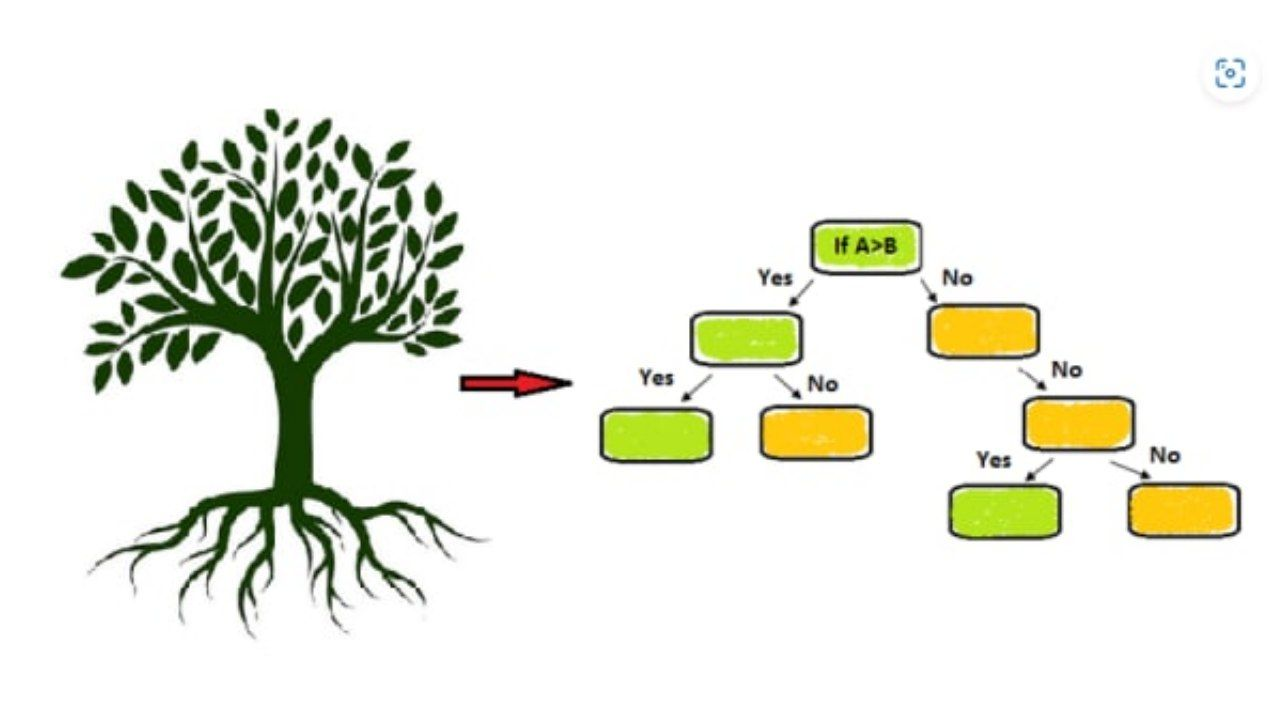 If A>B
Yes
No
Yes
No
No
Yes
No